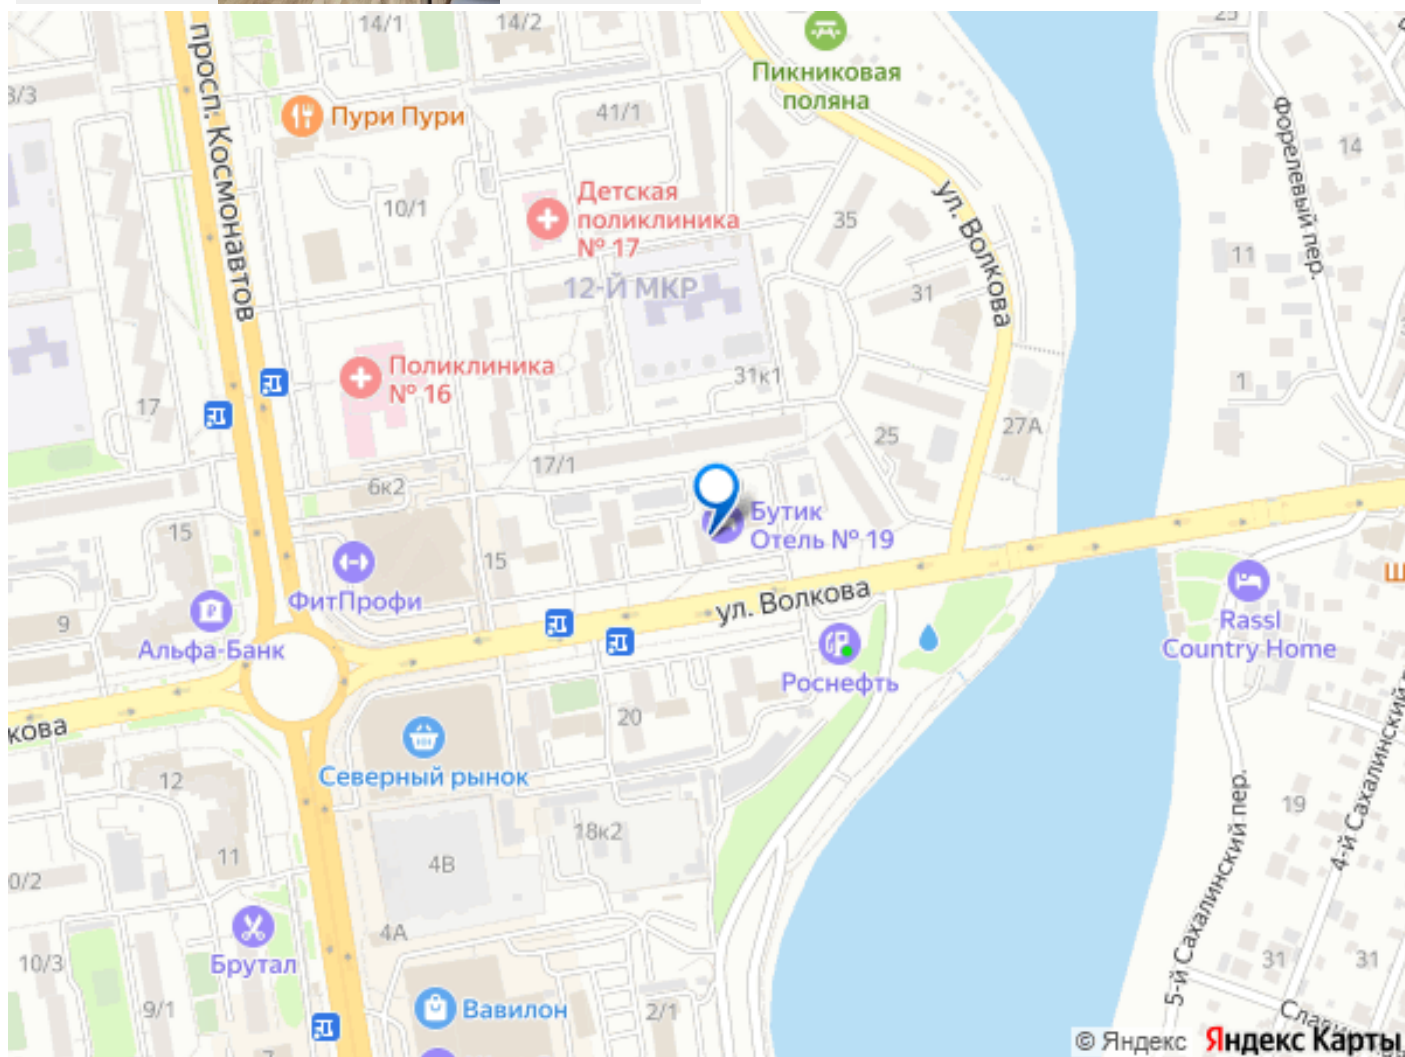 14/1
14/2
25
Пикниковая
поляна
3/3
просп. Космонавтов
Пури Пури
41/1
Форелевый пер.
14
Детская
поликлиника
№ 17
10/1
35
ул. Волкова
11
12-Й МКР
31
Поликлиника
№ 16
31к1
1
17
25
27А
17/1
6к2
Бутик
Отель № 19
15
15
ФитПрофи
ул. Волкова
9
Альфа-Банк
Rassl
Country Home
Роснефть
20
кова
Северный рынок
12
19
18к2
11
4В
0/2
5-й Сахалинский пер.
4-й Сахалинский
4А
10/3
Брутал
31
31
9/1
Вавилон
2/1
7
© Яндекс Яндекс Карты